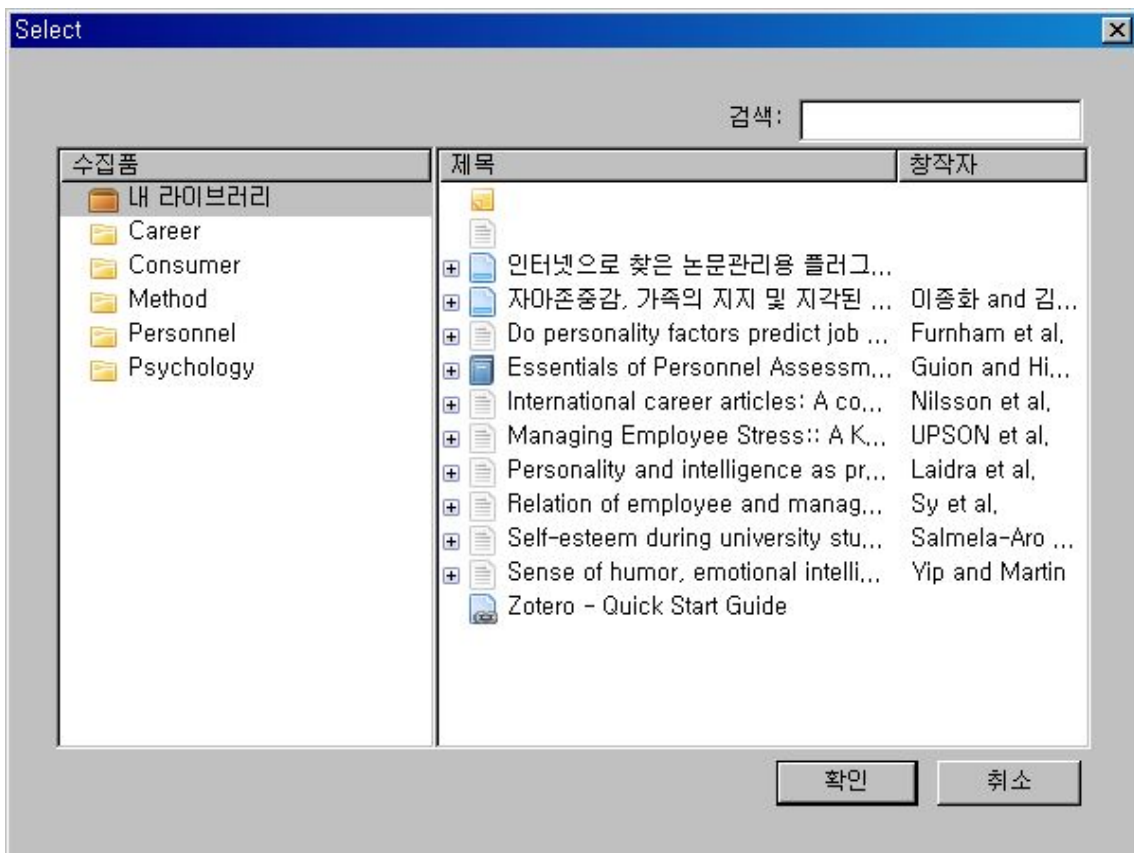 Select
검색:
수집품
제목 창작자
내 라이브러리
Career
Consumer
Method
Personnel
Psychology
인터넷으로 찾은 논문관리용 플러그...
자아존중감, 가족의 지지 및 지각된 ... 이종화 and 김...
Do personality factors predict job ... Furnham et al.
Essentials of Personnel Assessm... Guion and Hi...
International career articles: A co... Nilsson et al.
Managing Employee Stress:: A K... UPSON et al.
Personality and intelligence as pr... Laidra et al.
Relation of employee and manag... Sy et al.
Self-esteem during university stu... Salmela-Aro ...
Sense of humor, emotional intelli... Yip and Martin
Zotero - Quick Start Guide
확인 취소